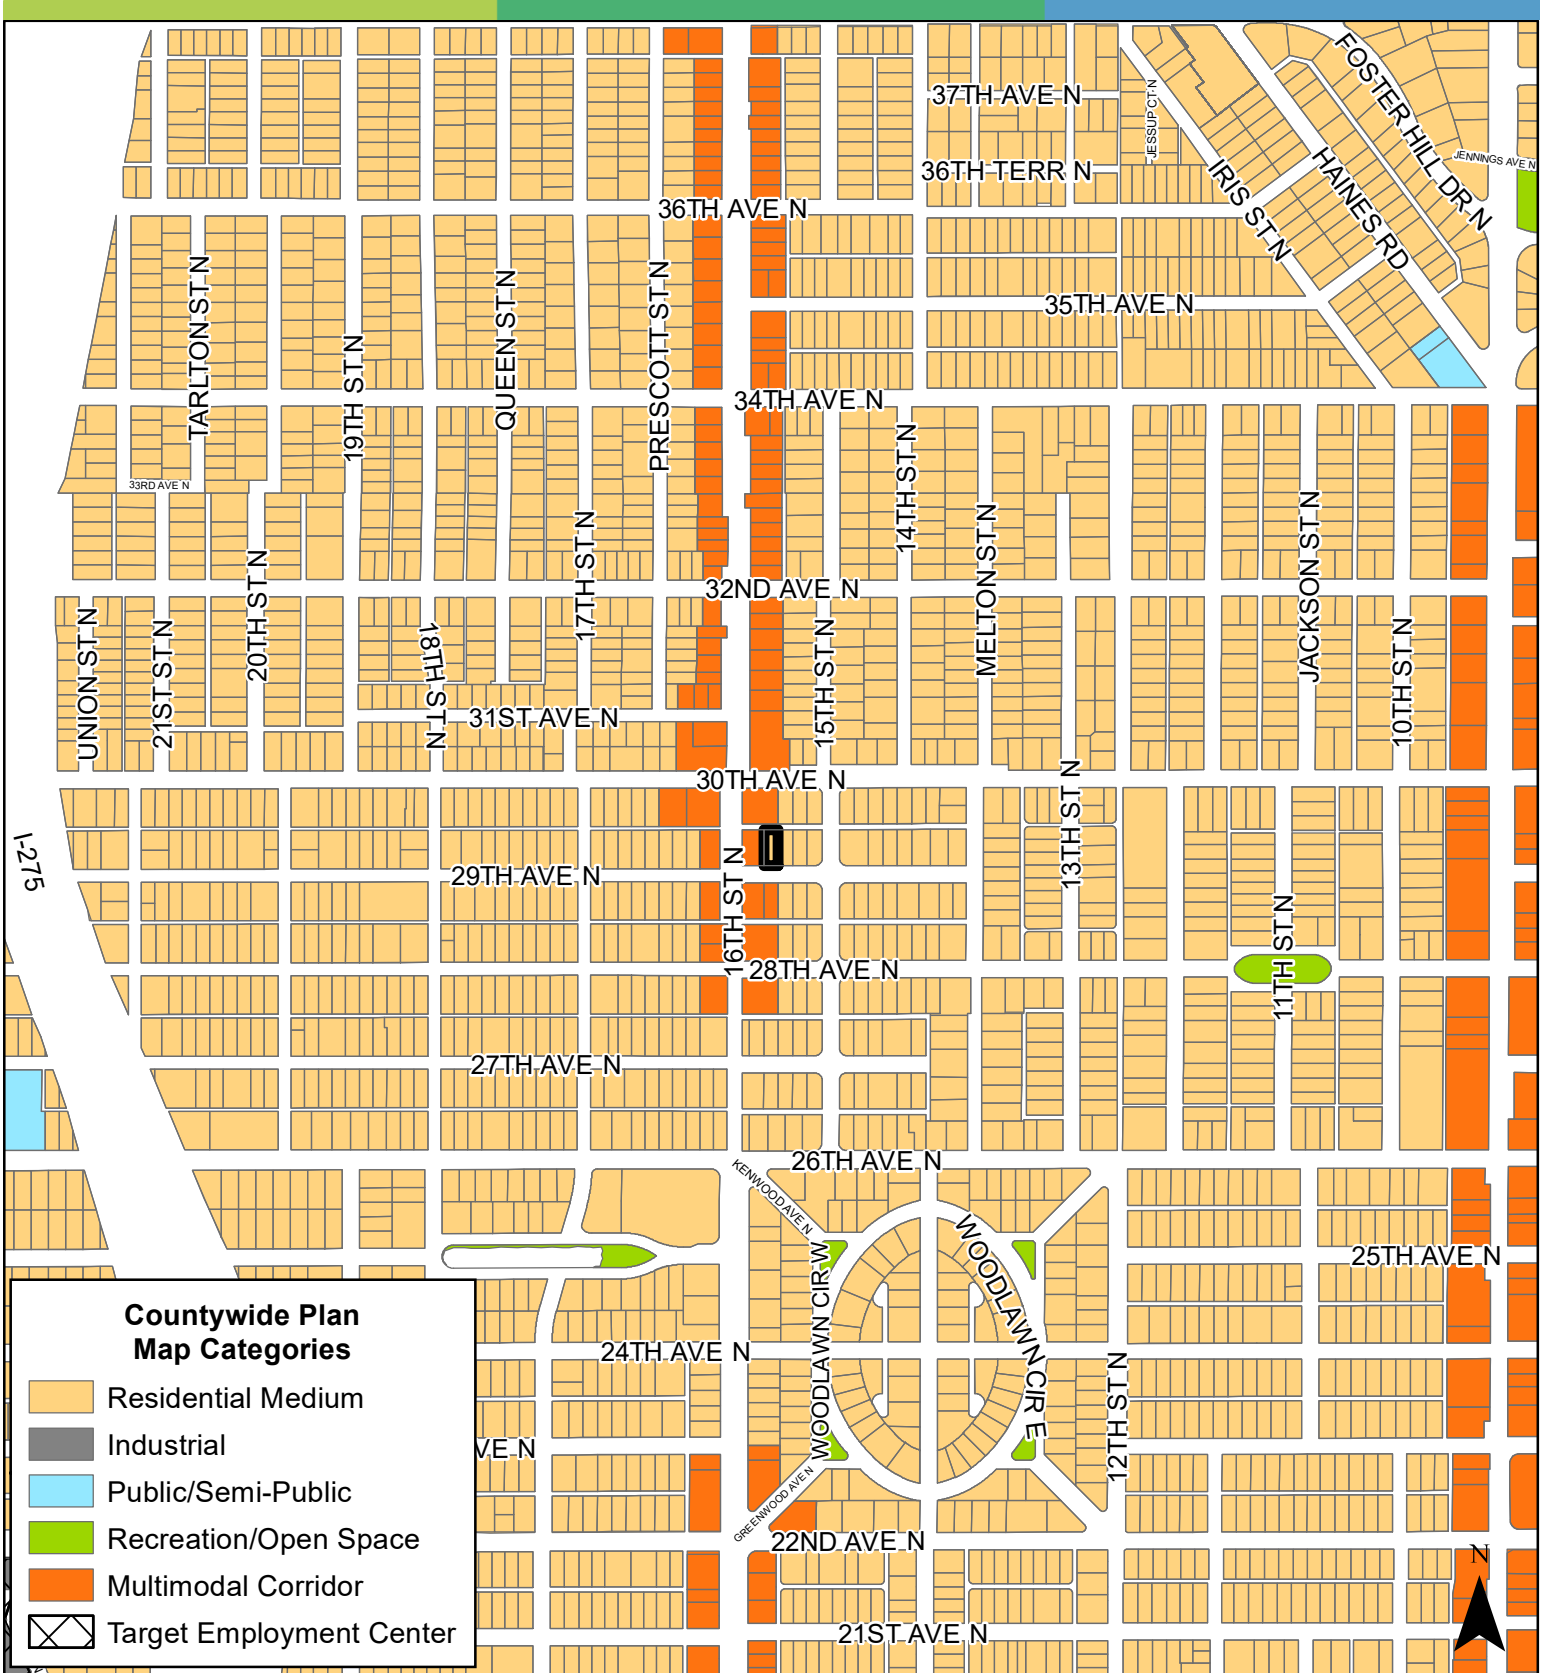 37TH AVE N
FOSTER HILL DR N
JESSUP CT N
JENNINGS AVE N
36TH TERR N
IRIS ST N
HAINES RD
36TH AVE N
TARLTON ST N
19TH ST N
QUEEN ST N
PRESCOTT ST N
35TH AVE N
34TH AVE N
33RD AVE N
14TH ST N
MELTON ST N
JACKSON ST N
17TH ST N
20TH ST N
32ND AVE N
UNION ST N
21ST ST N
18TH ST N
15TH ST N
10TH ST N
31ST AVE N
30TH AVE N
13TH ST N
I-275
29TH AVE N
16TH ST N
11TH ST N
28TH AVE N
27TH AVE N
26TH AVE N
KENWOOD AVE N
WOODLAWN CIR W
WOODLAWN CIR E
25TH AVE N
24TH AVE N
12TH ST N
VE N
GREENWOOD AVE N
22ND AVE N
21ST AVE N
N
Countywide Plan
Map Categories
Residential Medium
Industrial
Public/Semi-Public
Recreation/Open Space
Multimodal Corridor
Target Employment Center